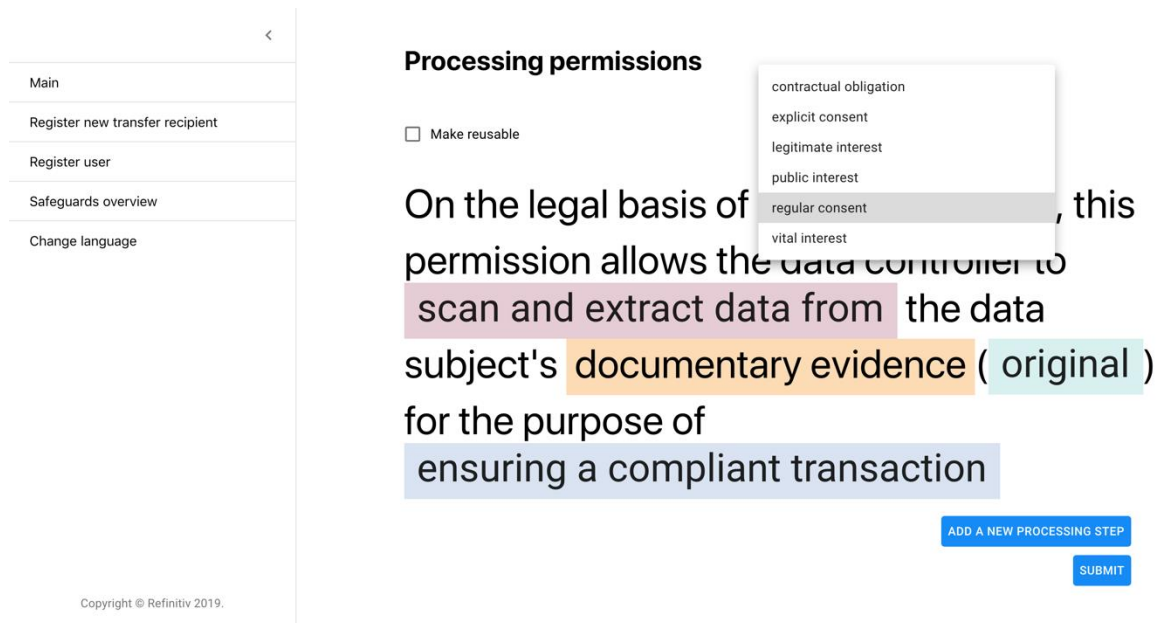 Main
Register new transfer recipient
Register user
Safeguards overview
Change language
Copyright © Refinitiv 2019.
Processing permissions
Make reusable
contractual obligation
explicit consent
legitimate interest
public interest
regular consent
vital interest
On the legal basis of , this
permission allows the data controller to
scan and extract data from the data
subject's documentary evidence ( original )
for the purpose of
ensuring a compliant transaction
ADD A NEW PROCESSING STEP
SUBMIT